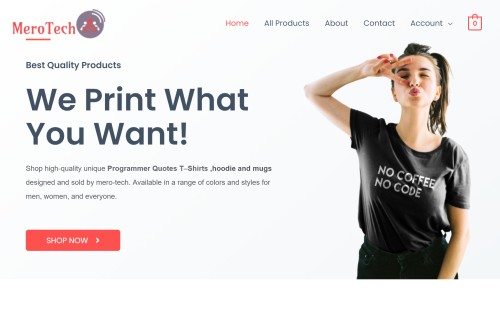 MeroTech
Home
All Products
About
Contact
Account
0
Best Quality Products
We Print What
You Want!
Shop high-quality unique Programmer Quotes T–Shirts ,hoodie and mugs
designed and sold by mero-tech. Available in a range of colors and styles for
men, women, and everyone.
SHOP NOW
NO COFFEE
NO CODE